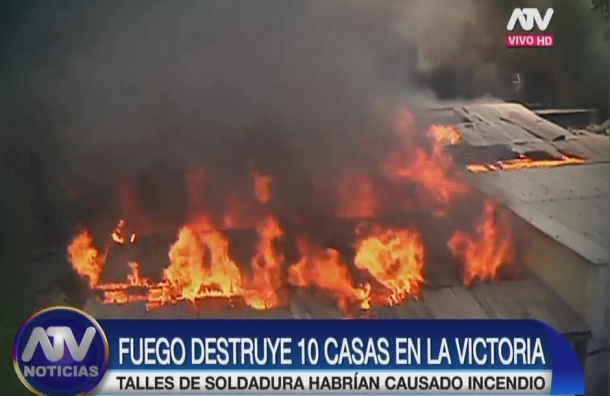 ATV
VIVO HD
ATV
NOTICIAS
FUEGO DESTRUYE 10 CASAS EN LA VICTORIA
TALLES DE SOLDADURA HABRÍAN CAUSADO INCENDIO